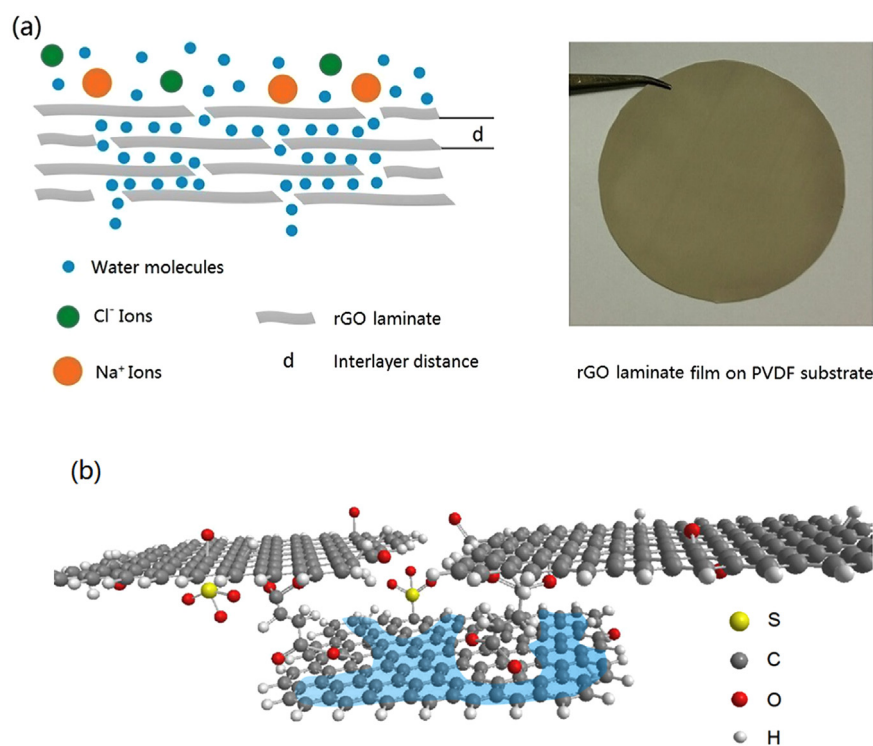 (a)
d
Water molecules
Cl⁻ Ions
rGO laminate
Na⁺ Ions
d Interlayer distance
rGO laminate film on PVDF substrate
(b)
S
C
O
H